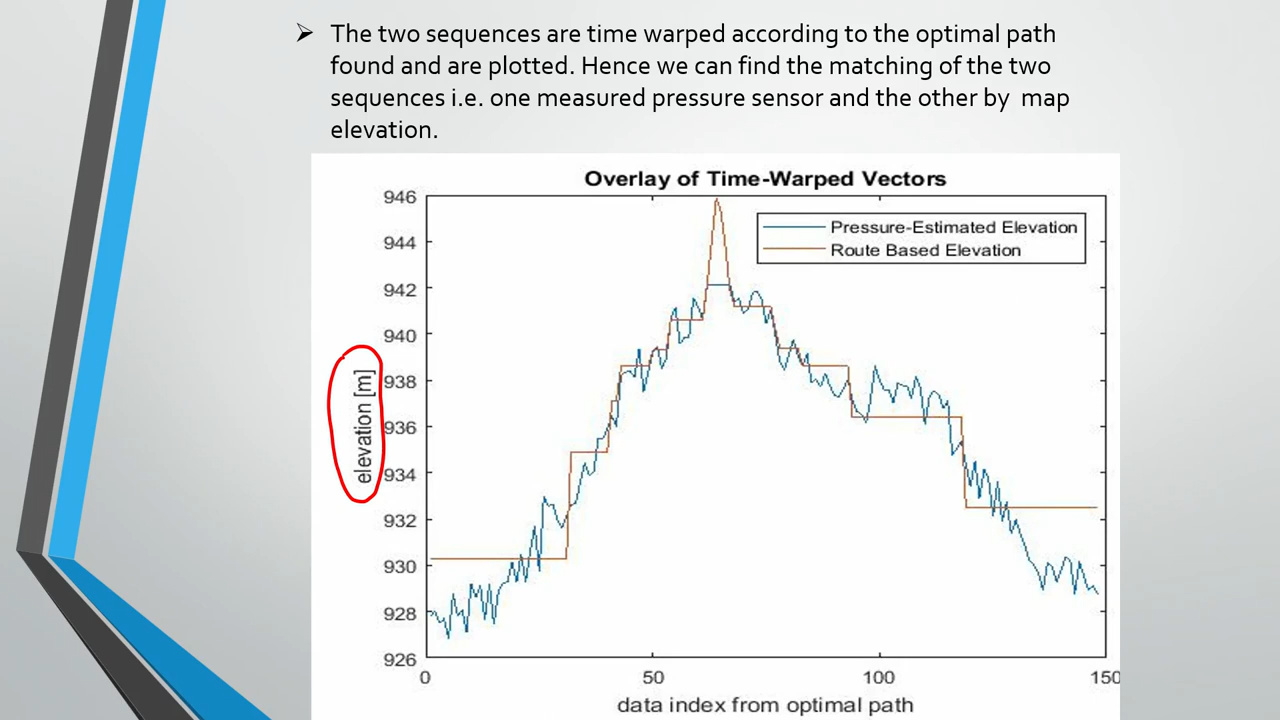 The two sequences are time warped according to the optimal path
found and are plotted. Hence we can find the matching of the two
sequences i.e. one measured pressure sensor and the other by map
elevation.
Overlay of Time-Warped Vectors
946
944
942
940
938
936
934
932
930
928
926
elevation [m]
Pressure-Estimated Elevation
Route Based Elevation
0 50 100 150
data index from optimal path